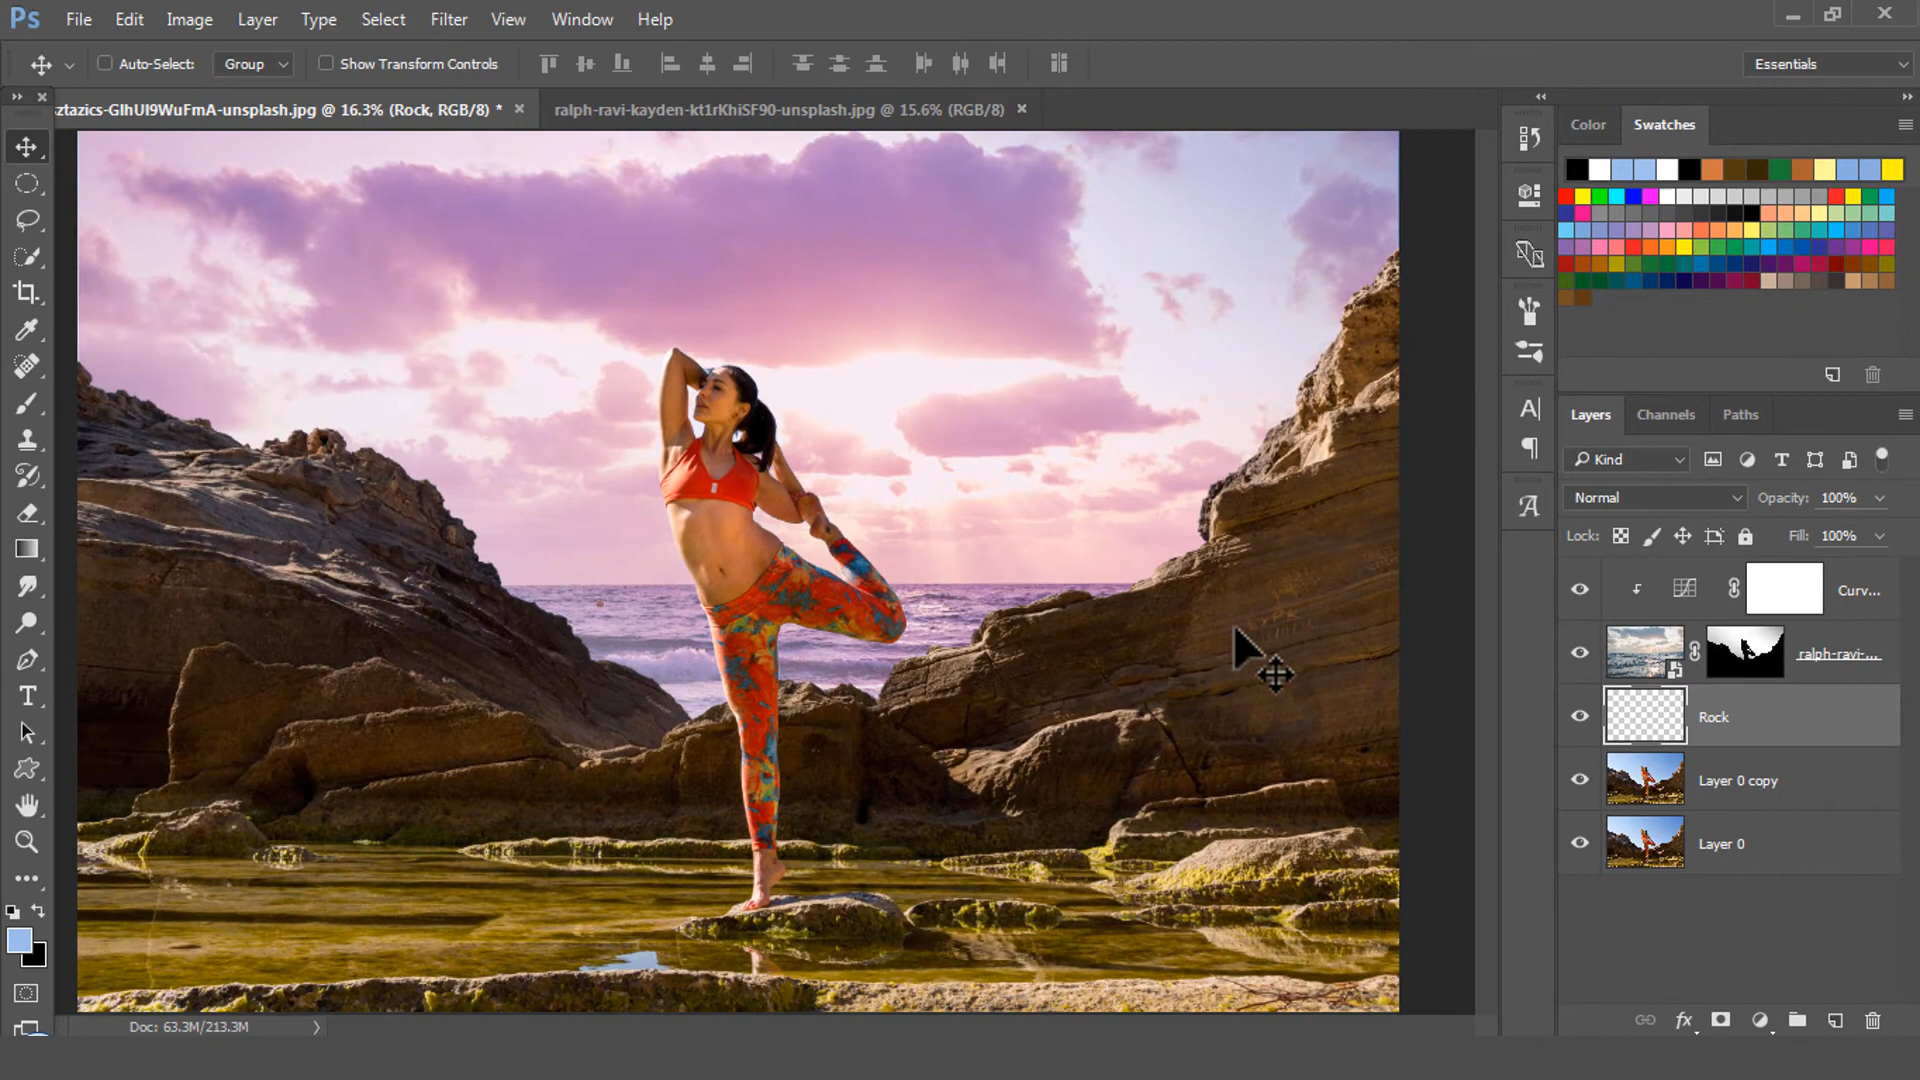 Ps File Edit Image Layer Type Select Filter View Window Help
Auto-Select: Group Show Transform Controls Essentials
sztazics-GlhUI9WuFmA-unsplash.jpg @ 16.3% (Rock, RGB/8) * ralph-ravi-kayden-kt1rKhiSF90-unsplash.jpg @ 15.6% (RGB/8)
Color Swatches
Layers Channels Paths
Kind
Normal Opacity: 100%
Lock: Fill: 100%
Curv...
ralph-ravi-...
Rock
Layer 0 copy
Layer 0
Doc: 63.3M/213.3M
fx